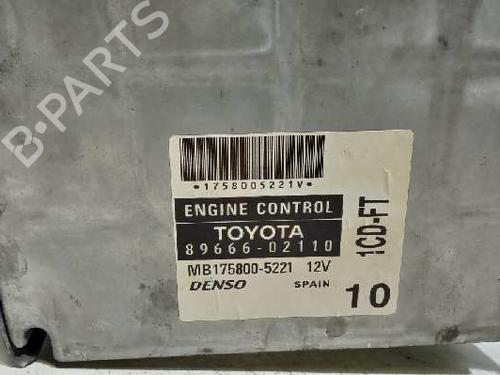 B-PARTS
1758005221V
ENGINE CONTROL
TOYOTA
89666-02110
MB175800-5221 12V
DENSO SPAIN
10
1CD-FT